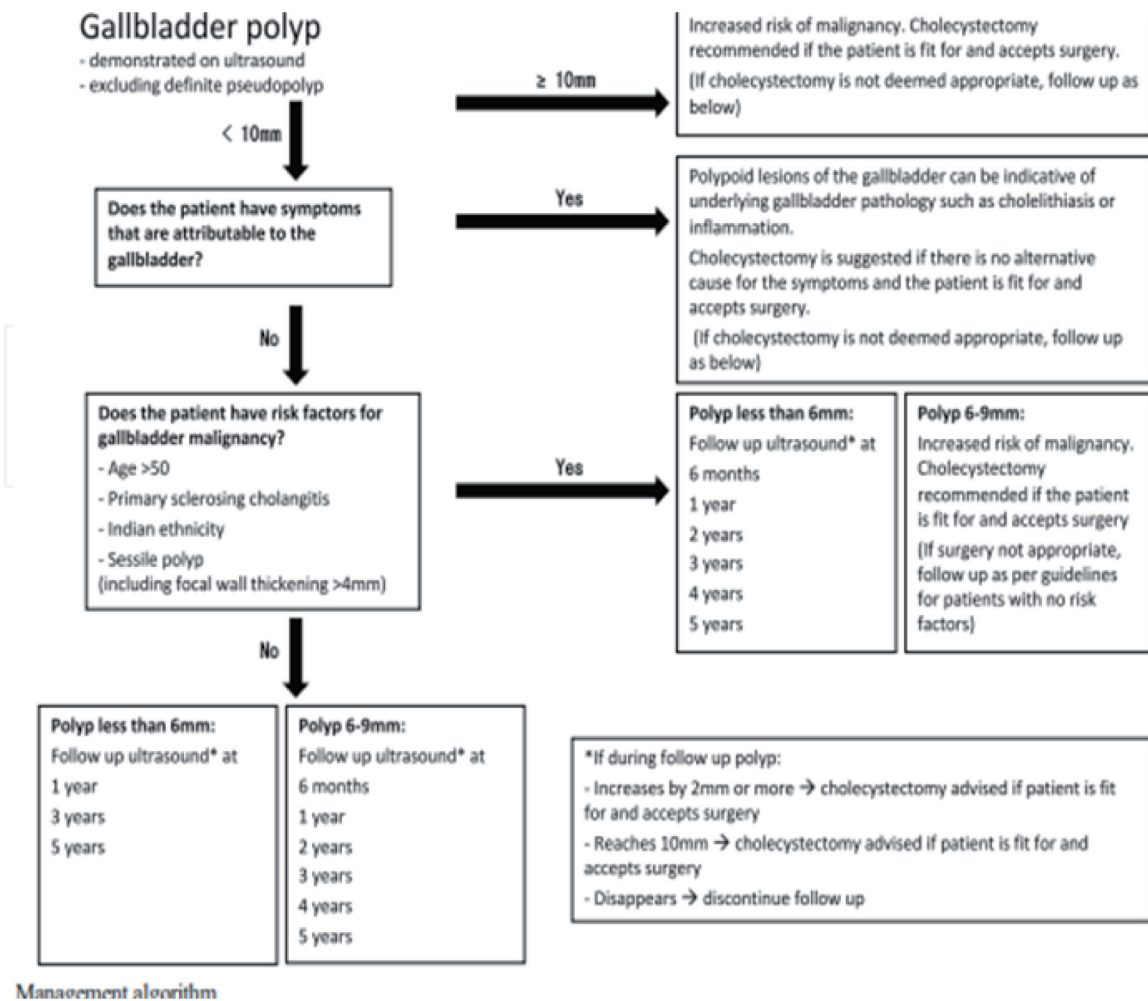 Gallbladder polyp
- demonstrated on ultrasound
- excluding definite pseudopolyp
≥ 10mm
Increased risk of malignancy. Cholecystectomy
recommended if the patient is fit for and accepts surgery.
(If cholecystectomy is not deemed appropriate, follow up as
below)
< 10mm
Does the patient have symptoms
that are attributable to the
gallbladder?
Yes
Polypoid lesions of the gallbladder can be indicative of
underlying gallbladder pathology such as cholelithiasis or
inflammation.
Cholecystectomy is suggested if there is no alternative
cause for the symptoms and the patient is fit for and
accepts surgery.
(If cholecystectomy is not deemed appropriate, follow up
as below)
No
Does the patient have risk factors for
gallbladder malignancy?
- Age >50
- Primary sclerosing cholangitis
- Indian ethnicity
- Sessile polyp
(including focal wall thickening >4mm)
Yes
Polyp less than 6mm:
Follow up ultrasound* at
6 months
1 year
2 years
3 years
4 years
5 years
Polyp 6-9mm:
Increased risk of malignancy.
Cholecystectomy
recommended if the patient
is fit for and accepts surgery
(If surgery not appropriate,
follow up as per guidelines
for patients with no risk
factors)
No
Polyp less than 6mm:
Follow up ultrasound* at
1 year
3 years
5 years
Polyp 6-9mm:
Follow up ultrasound* at
6 months
1 year
2 years
3 years
4 years
5 years
*If during follow up polyp:
- Increases by 2mm or more → cholecystectomy advised if patient is fit
for and accepts surgery
- Reaches 10mm → cholecystectomy advised if patient is fit for and
accepts surgery
- Disappears → discontinue follow up
Management algorithm